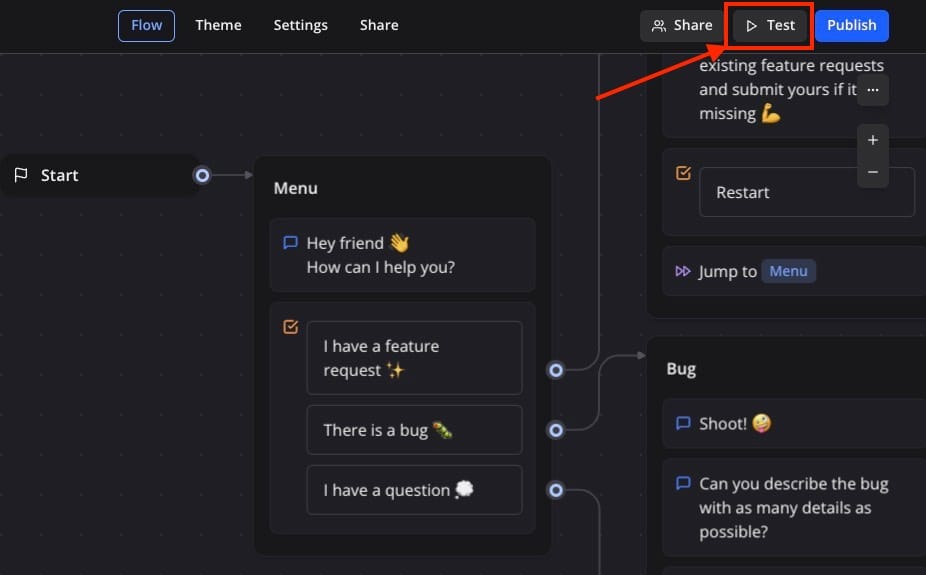 Flow
Theme
Settings
Share
Share
Test
Publish
Start
Menu
Hey friend 👋
How can I help you?
I have a feature
request ✨
There is a bug 🐛
I have a question 💭
existing feature requests
and submit yours if it
missing 💪
Restart
Jump to Menu
Bug
Shoot! 🤪
Can you describe the bug
with as many details as
possible?